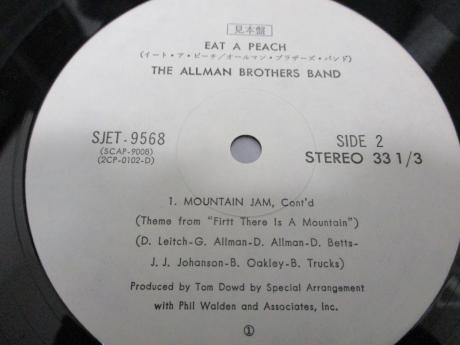 見本盤
EAT A PEACH
(イート・ア・ピーチ/オールマン・ブラザーズ・バンド)
THE ALLMAN BROTHERS BAND
SJET-9568
(SCAP-9008)
(2CP-0102-D)
SIDE 2
STEREO 33 1/3
1. MOUNTAIN JAM, Cont'd
(Theme from "Firtt There Is A Mountain")
(D. Leitch-G. Allman-D. Allman-D. Betts-
J. J. Johanson-B. Oakley-B. Trucks)
Produced by Tom Dowd by Special Arrangement
with Phil Walden and Associates, Inc.
①